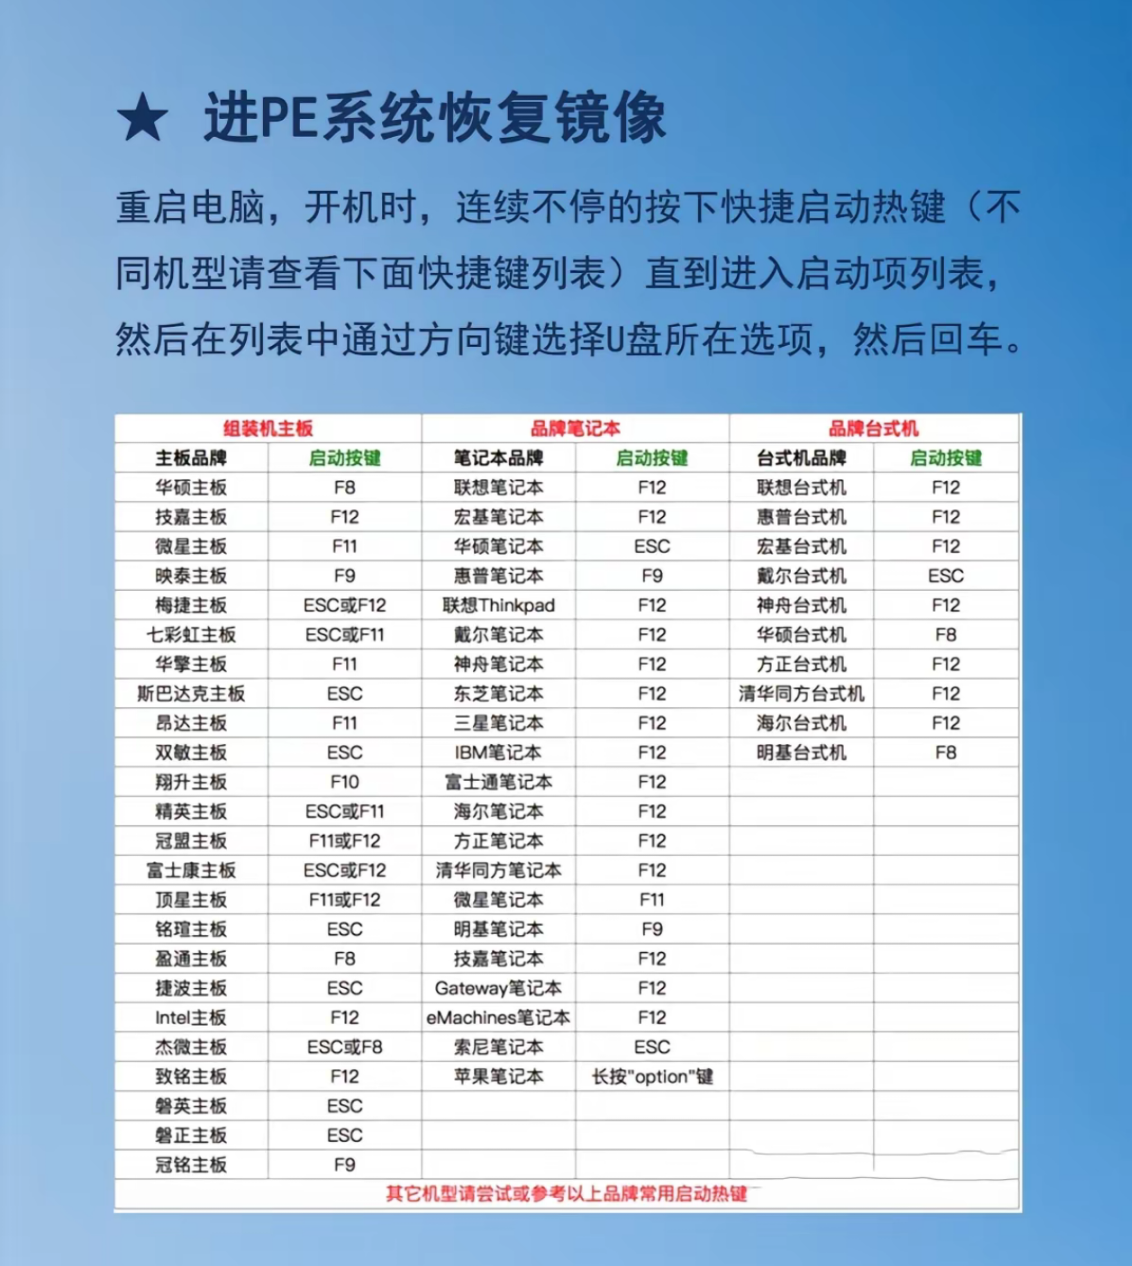 ★ 进PE系统恢复镜像
重启电脑，开机时，连续不停的按下快捷启动热键（不
同机型请查看下面快捷键列表）直到进入启动项列表，
然后在列表中通过方向键选择U盘所在选项，然后回车。
组装机主板 品牌笔记本 品牌台式机
主板品牌 启动按键 笔记本品牌 启动按键 台式机品牌 启动按键
华硕主板 F8 联想笔记本 F12 联想台式机 F12
技嘉主板 F12 宏基笔记本 F12 惠普台式机 F12
微星主板 F11 华硕笔记本 ESC 宏基台式机 F12
映泰主板 F9 惠普笔记本 F9 戴尔台式机 ESC
梅捷主板 ESC或F12 联想Thinkpad F12 神舟台式机 F12
七彩虹主板 ESC或F11 戴尔笔记本 F12 华硕台式机 F8
华擎主板 F11 神舟笔记本 F12 方正台式机 F12
斯巴达克主板 ESC 东芝笔记本 F12 清华同方台式机 F12
昂达主板 F11 三星笔记本 F12 海尔台式机 F12
双敏主板 ESC IBM笔记本 F12 明基台式机 F8
翔升主板 F10 富士通笔记本 F12
精英主板 ESC或F11 海尔笔记本 F12
冠盟主板 F11或F12 方正笔记本 F12
富士康主板 ESC或F12 清华同方笔记本 F12
顶星主板 F11或F12 微星笔记本 F11
铭瑄主板 ESC 明基笔记本 F9
盈通主板 F8 技嘉笔记本 F12
捷波主板 ESC Gateway笔记本 F12
Intel主板 F12 eMachines笔记本 F12
杰微主板 ESC或F8 索尼笔记本 ESC
致铭主板 F12 苹果笔记本 长按"option"键
磐英主板 ESC
磐正主板 ESC
冠铭主板 F9
其它机型请尝试或参考以上品牌常用启动热键